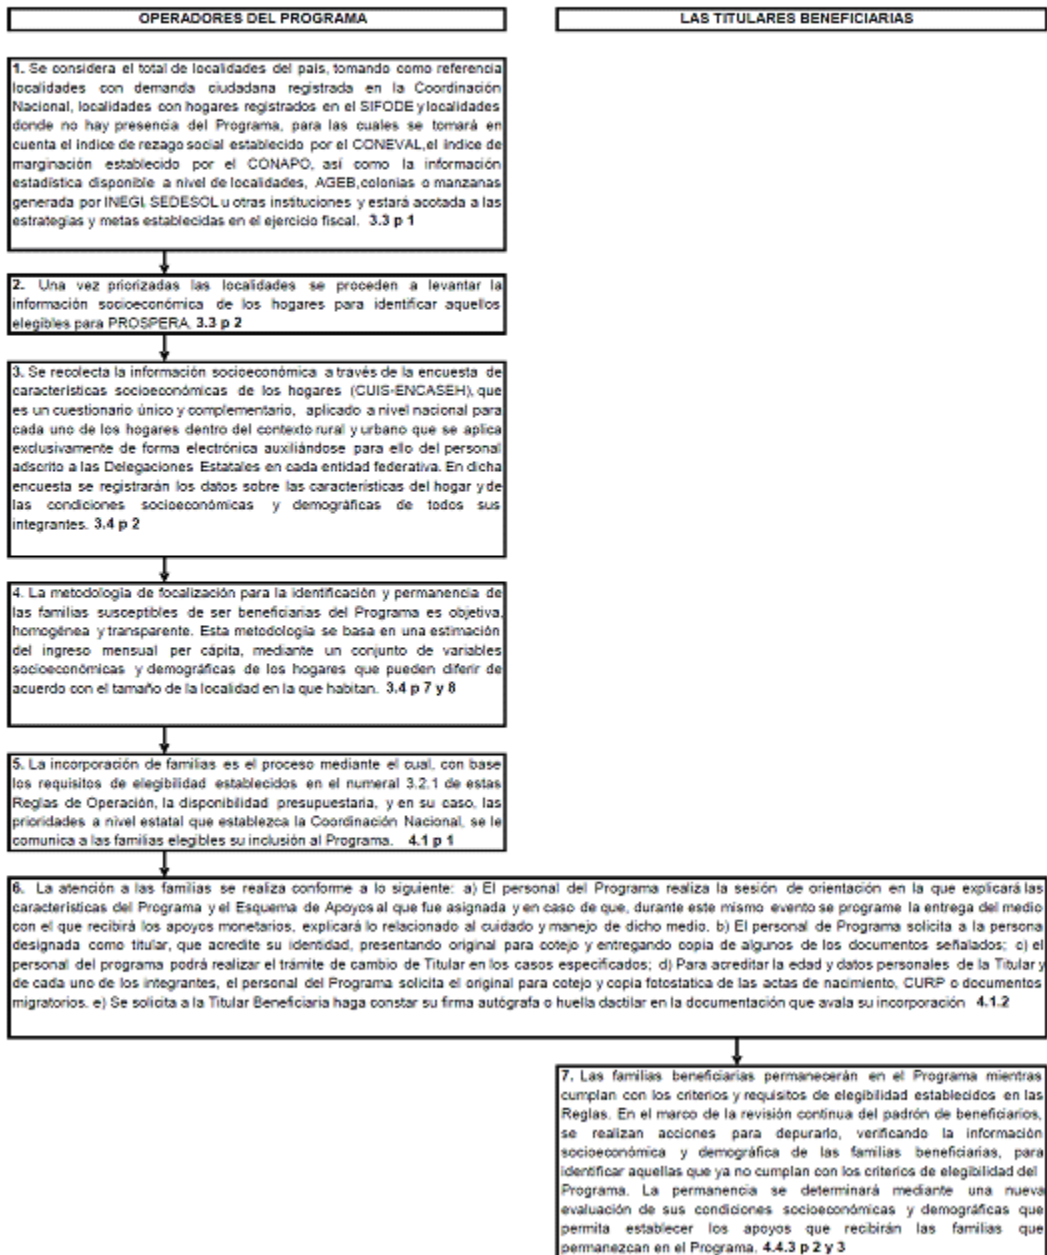 OPERADORES DEL PROGRAMA
LAS TITULARES BENEFICIARIAS
1. Se considera el total de localidades del país, tomando como referencia
localidades con demanda ciudadana registrada en la Coordinación
Nacional, localidades con hogares registrados en el SIFODE y localidades
donde no hay presencia del Programa, para las cuales se tomará en
cuenta el índice de rezago social establecido por el CONEVAL, el índice de
marginación establecido por el CONAPO, así como la información
estadística disponible a nivel de localidades, AGEB, colonias o manzanas
generada por INEGI, SEDESOL u otras instituciones y estará acotada a las
estrategias y metas establecidas en el ejercicio fiscal. 3.3 p 1
2. Una vez priorizadas las localidades se proceden a levantar la
información socioeconómica de los hogares para identificar aquellos
elegibles para PROSPERA. 3.3 p 2
3. Se recolecta la información socioeconómica a través de la encuesta de
características socioeconómicas de los hogares (CUIS-ENCASEH), que
es un cuestionario único y complementario, aplicado a nivel nacional para
cada uno de los hogares dentro del contexto rural y urbano que se aplica
exclusivamente de forma electrónica auxiliándose para ello del personal
adscrito a las Delegaciones Estatales en cada entidad federativa. En dicha
encuesta se registrarán los datos sobre las características del hogar y de
las condiciones socioeconómicas y demográficas de todos sus
integrantes. 3.4 p 2
4. La metodología de focalización para la identificación y permanencia de
las familias susceptibles de ser beneficiarias del Programa es objetiva,
homogénea y transparente. Esta metodología se basa en una estimación
del ingreso mensual per cápita, mediante un conjunto de variables
socioeconómicas y demográficas de los hogares que pueden diferir de
acuerdo con el tamaño de la localidad en la que habitan. 3.4 p 7 y 8
5. La incorporación de familias es el proceso mediante el cual, con base
los requisitos de elegibilidad establecidos en el numeral 3.2.1 de estas
Reglas de Operación, la disponibilidad presupuestaria, y en su caso, las
prioridades a nivel estatal que establezca la Coordinación Nacional, se le
comunica a las familias elegibles su inclusión al Programa. 4.1 p 1
6. La atención a las familias se realiza conforme a lo siguiente: a) El personal del Programa realiza la sesión de orientación en la que explicará las
características del Programa y el Esquema de Apoyos al que fue asignada y en caso de que, durante este mismo evento se programe la entrega del medio
con el que recibirá los apoyos monetarios, explicará lo relacionado al cuidado y manejo de dicho medio. b) El personal de Programa solicita a la persona
designada como titular, que acredite su identidad, presentando original para cotejo y entregando copia de algunos de los documentos señalados; c) el
personal del programa podrá realizar el trámite de cambio de Titular en los casos especificados; d) Para acreditar la edad y datos personales de la Titular y
de cada uno de los integrantes, el personal del Programa solicita el original para cotejo y copia fotostatica de las actas de nacimiento, CURP o documentos
migratorios. e) Se solicita a la Titular Beneficiaria haga constar su firma autógrafa o huella dactilar en la documentación que avala su incorporación 4.1.2
7. Las familias beneficiarias permanecerán en el Programa mientras
cumplan con los criterios y requisitos de elegibilidad establecidos en las
Reglas. En el marco de la revisión continua del padrón de beneficiarios,
se realizan acciones para depurarlo, verificando la información
socioeconómica y demográfica de las familias beneficiarias, para
identificar aquellas que ya no cumplan con los criterios de elegibilidad del
Programa. La permanencia se determinará mediante una nueva
evaluación de sus condiciones socioeconómicas y demográficas que
permita establecer los apoyos que recibirán las familias que
permanezcan en el Programa. 4.4.3 p 2 y 3